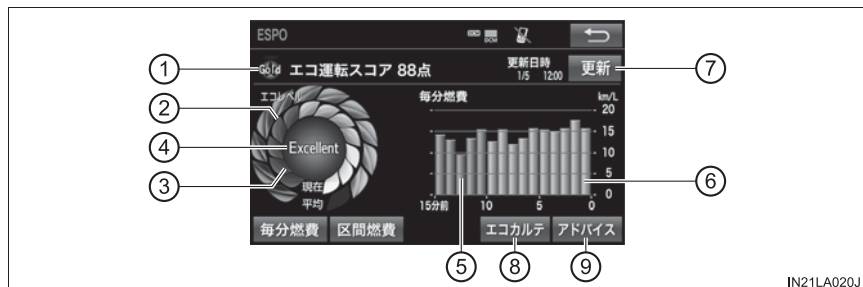 ESPO
DCM
Gold エコ運転スコア 88点
更新日時
1/5 12:00
更新
エコレベル
Excellent
現在
平均
毎分燃費
km/L
20
15
10
5
0
15分前 10 5 0
毎分燃費 区間燃費 エコカルテ アドバイス
1
2
4
3
7
6
5
8
9
IN21LA020J